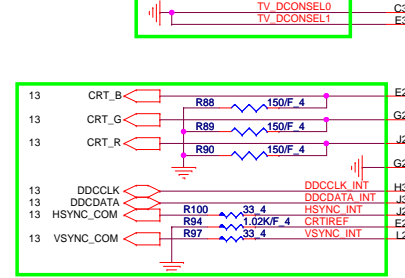 TV_DCONSEL0
TV_DCONSEL1
13 CRT_B
R88 150/F_4
13 CRT_G
R89 150/F_4
13 CRT_R
R90 150/F_4
13 DDCCLK DDCCLK_INT
13 DDCDATA DDCDATA_INT
13 HSYNC_COM R100 33_4 HSYNC_INT
R94 1.02K/F_4 CRTIREF
13 VSYNC_COM R97 33_4 VSYNC_INT